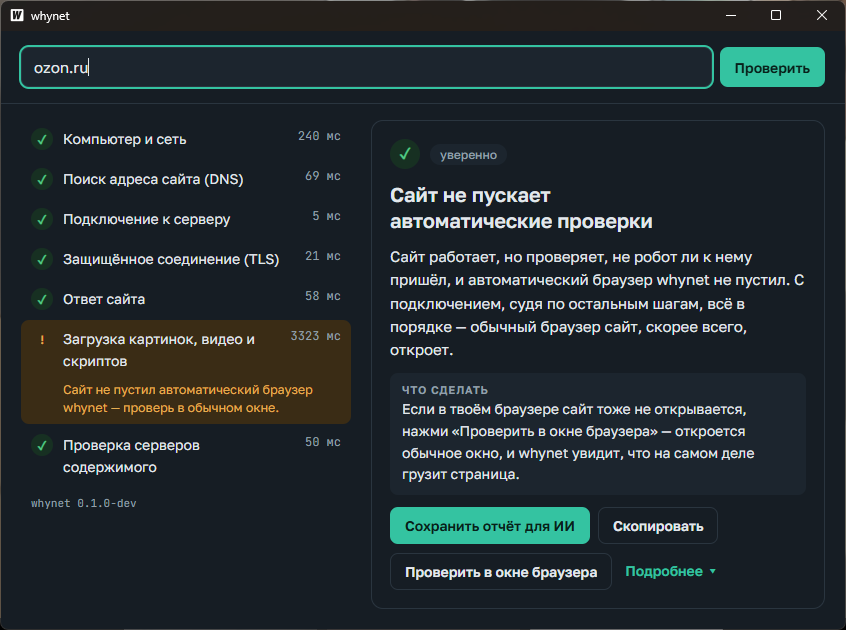 whynet
ozon.ru
Проверить
Компьютер и сеть
240 мс
Поиск адреса сайта (DNS)
69 мс
Подключение к серверу
5 мс
Защищённое соединение (TLS)
21 мс
Ответ сайта
58 мс
Загрузка картинок, видео и
скриптов
3323 мс
Сайт не пустил автоматический браузер
whynet — проверь в обычном окне.
Проверка серверов
содержимого
50 мс
whynet 0.1.0-dev
уверенно
Сайт не пускает
автоматические проверки
Сайт работает, но проверяет, не робот ли к нему
пришёл, и автоматический браузер whynet не пустил. С
подключением, судя по остальным шагам, всё в
порядке — обычный браузер сайт, скорее всего,
откроет.
ЧТО СДЕЛАТЬ
Если в твоём браузере сайт тоже не открывается,
нажми «Проверить в окне браузера» — откроется
обычное окно, и whynet увидит, что на самом деле
грузит страница.
Сохранить отчёт для ИИ
Скопировать
Проверить в окне браузера
Подробнее